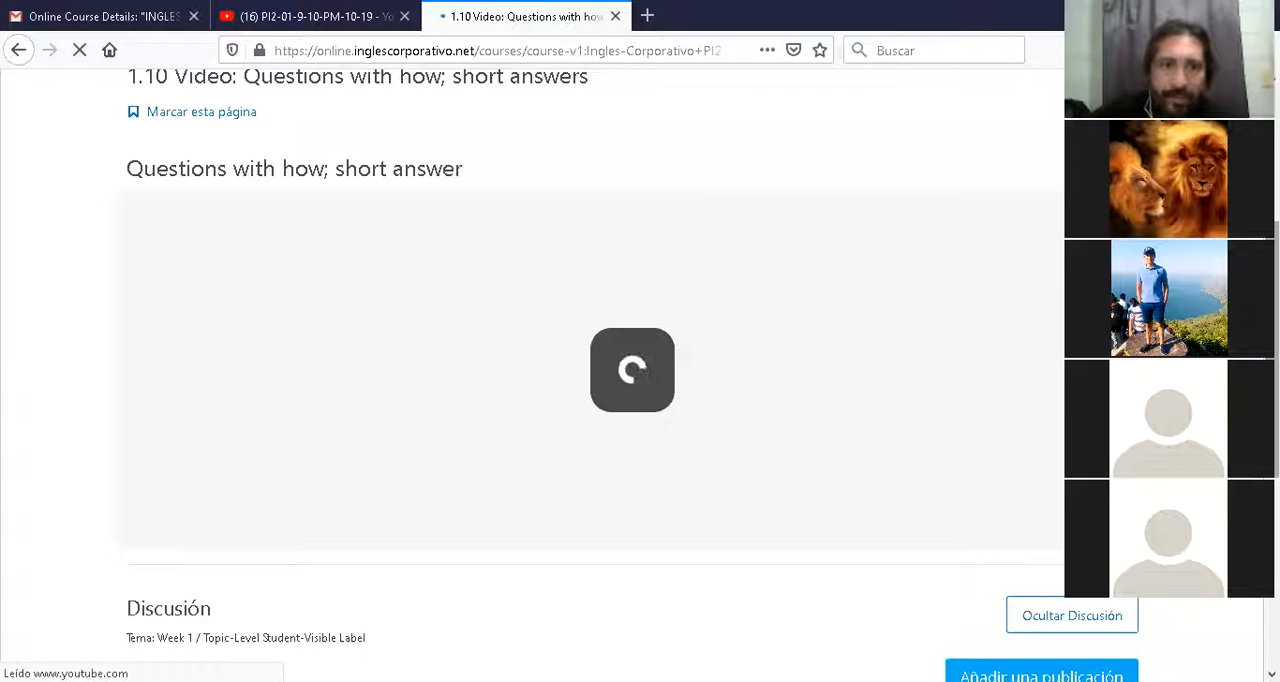 Online Course Details: "INGLES
(16) PI2-01-9-10-PM-10-19 - Yo
1.10 Video: Questions with how
https://online.inglescorporativo.net/courses/course-v1:Ingles-Corporativo+PI2
Buscar
1.10 Video: Questions with how; short answers
Marcar esta página
Questions with how; short answer
Discusión
Ocultar Discusión
Tema: Week 1 / Topic-Level Student-Visible Label
Leído www.youtube.com
Añadir una publicación